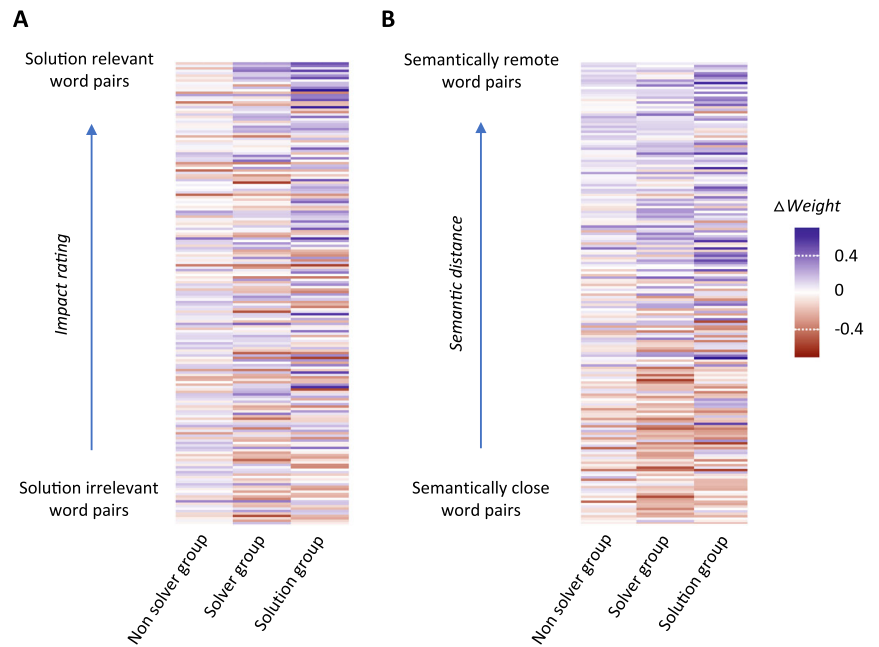 A
Solution relevant
word pairs
Impact rating
Solution irrelevant
word pairs
Non solver group
Solver group
Solution group
B
Semantically remote
word pairs
Semantic distance
Semantically close
word pairs
Non solver group
Solver group
Solution group
△Weight
0.4
0
-0.4